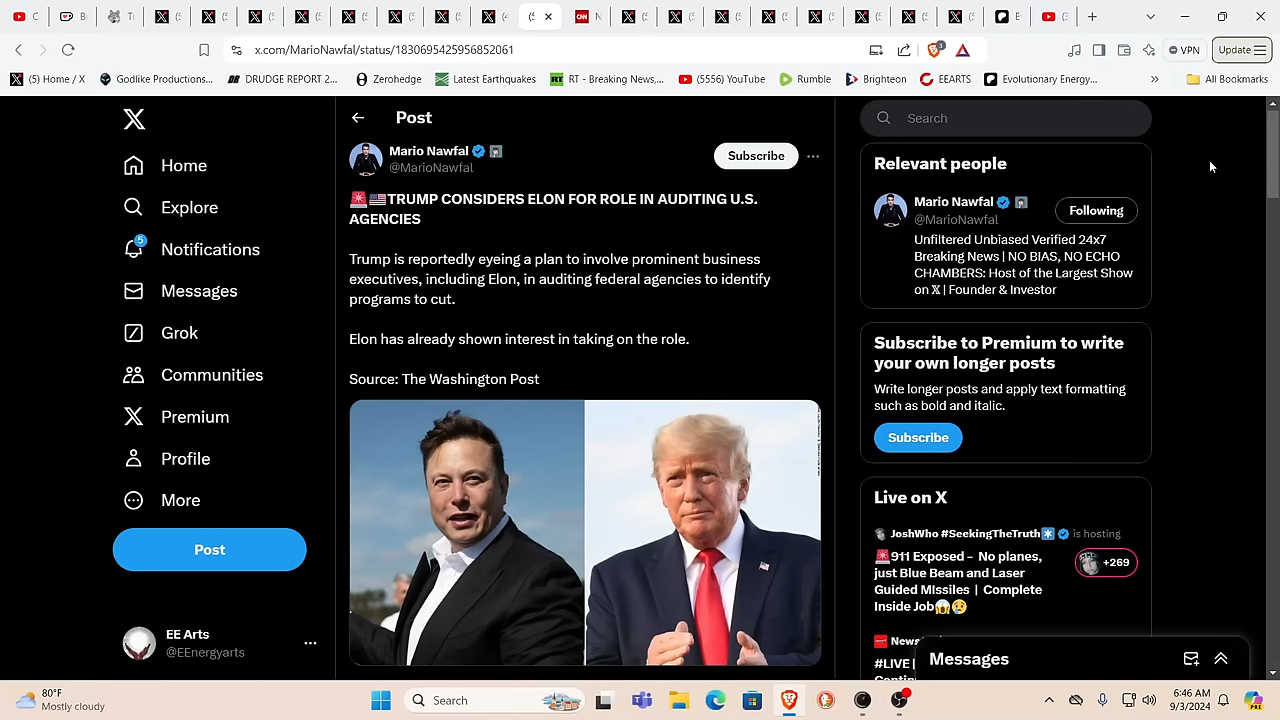 x.com/MarioNawfal/status/1830695425956852061
VPN
Update
(5) Home / X
Godlike Productions...
DRUDGE REPORT 2...
Zerohedge
Latest Earthquakes
RT - Breaking News,...
(5556) YouTube
Rumble
Brighteon
EEARTS
Evolutionary Energy...
All Bookmarks
Home
Explore
5
Notifications
Messages
Grok
Communities
Premium
Profile
More
Post
EE Arts
@EEnergyarts
Post
Mario Nawfal
@MarioNawfal
Subscribe
🚨🇺🇸TRUMP CONSIDERS ELON FOR ROLE IN AUDITING U.S.
AGENCIES
Trump is reportedly eyeing a plan to involve prominent business
executives, including Elon, in auditing federal agencies to identify
programs to cut.
Elon has already shown interest in taking on the role.
Source: The Washington Post
Search
Relevant people
Mario Nawfal
@MarioNawfal
Following
Unfiltered Unbiased Verified 24x7
Breaking News | NO BIAS, NO ECHO
CHAMBERS: Host of the Largest Show
on 𝕏 | Founder & Investor
Subscribe to Premium to write
your own longer posts
Write longer posts and apply text formatting
such as bold and italic.
Subscribe
Live on X
JoshWho #SeekingTheTruth is hosting
🚨911 Exposed - No planes,
just Blue Beam and Laser
Guided MIssiles | Complete
Inside Job😱😢
+269
#LIVE |
Messages
80°F
Mostly cloudy
Search
6:46 AM
9/3/2024